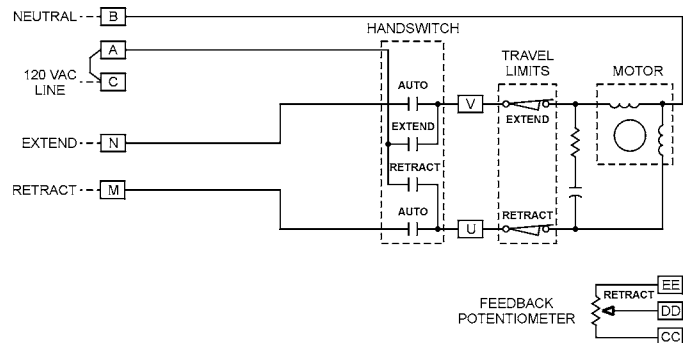 NEUTRAL
B
HANDSWITCH
A
120 VAC
LINE
C
TRAVEL
LIMITS
MOTOR
AUTO
V
EXTEND
EXTEND
EXTEND
N
RETRACT
RETRACT
M
AUTO
RETRACT
U
FEEDBACK
POTENTIOMETER
RETRACT
EE
DD
CC